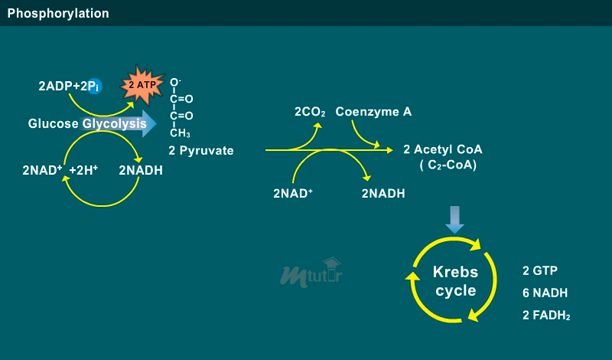 Phosphorylation
2ADP+2Pi
2 ATP
O⁻
C=O
C=O
CH₃
Glucose Glycolysis
2 Pyruvate
2NAD⁺ +2H⁺
2NADH
2CO₂ Coenzyme A
2 Acetyl CoA
( C₂-CoA)
2NAD⁺
2NADH
Krebs
cycle
2 GTP
6 NADH
2 FADH₂
Mtutor